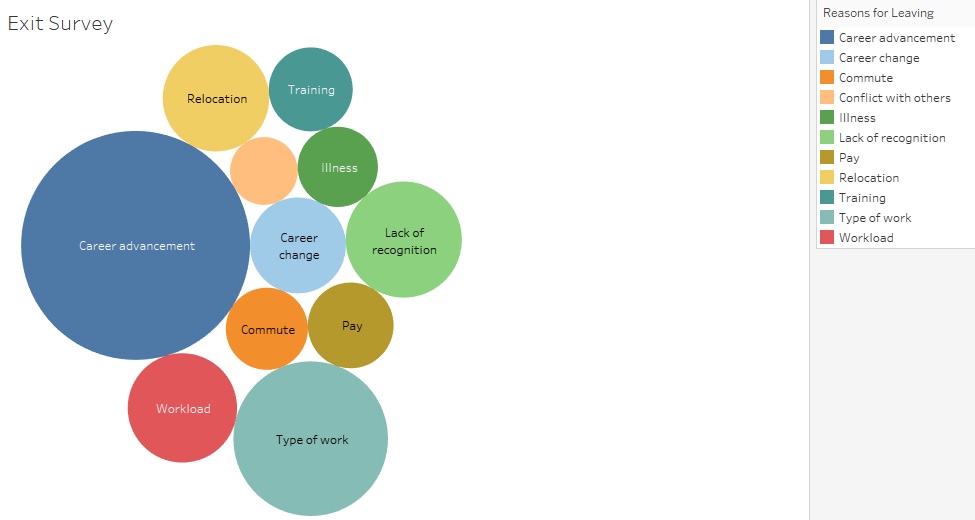 Exit Survey
Relocation
Training
Illness
Career advancement
Career
change
Lack of
recognition
Commute
Pay
Workload
Type of work
Reasons for Leaving
Career advancement
Career change
Commute
Conflict with others
Illness
Lack of recognition
Pay
Relocation
Training
Type of work
Workload